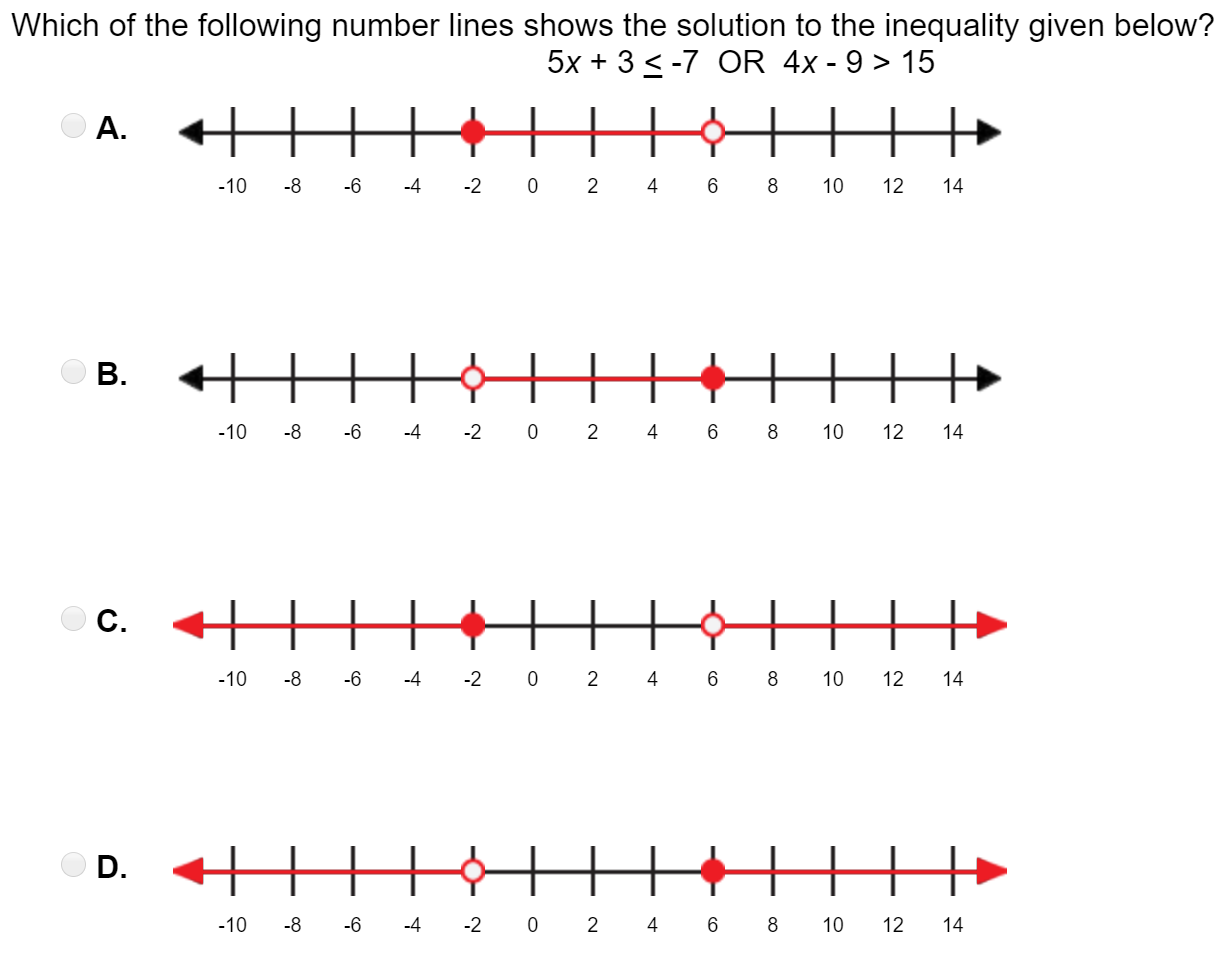 Which of the following number lines shows the solution to the inequality given below?
5x + 3 ≤ -7 OR 4x - 9 > 15
A.
-10 -8 -6 -4 -2 0 2 4 6 8 10 12 14
B.
-10 -8 -6 -4 -2 0 2 4 6 8 10 12 14
C.
-10 -8 -6 -4 -2 0 2 4 6 8 10 12 14
D.
-10 -8 -6 -4 -2 0 2 4 6 8 10 12 14